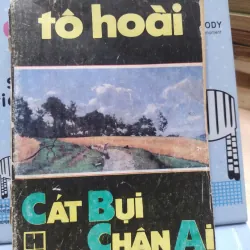 tô hoài
CÁT BỤI
CHÂN AI